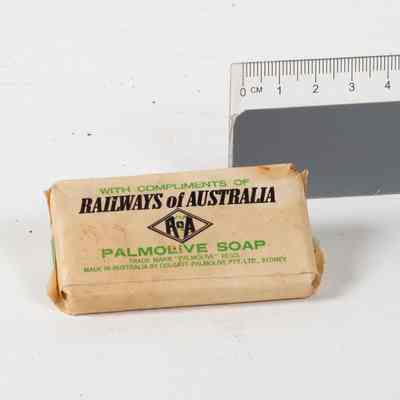 WITH COMPLIMENTS OF
RAILWAYS of AUSTRALIA
RoA
PALMOLIVE SOAP
TRADE MARK "PALMOLIVE" REGD.
MADE IN AUSTRALIA BY COLGATE-PALMOLIVE PTY. LTD., SYDNEY
0 CM 1 2 3 4